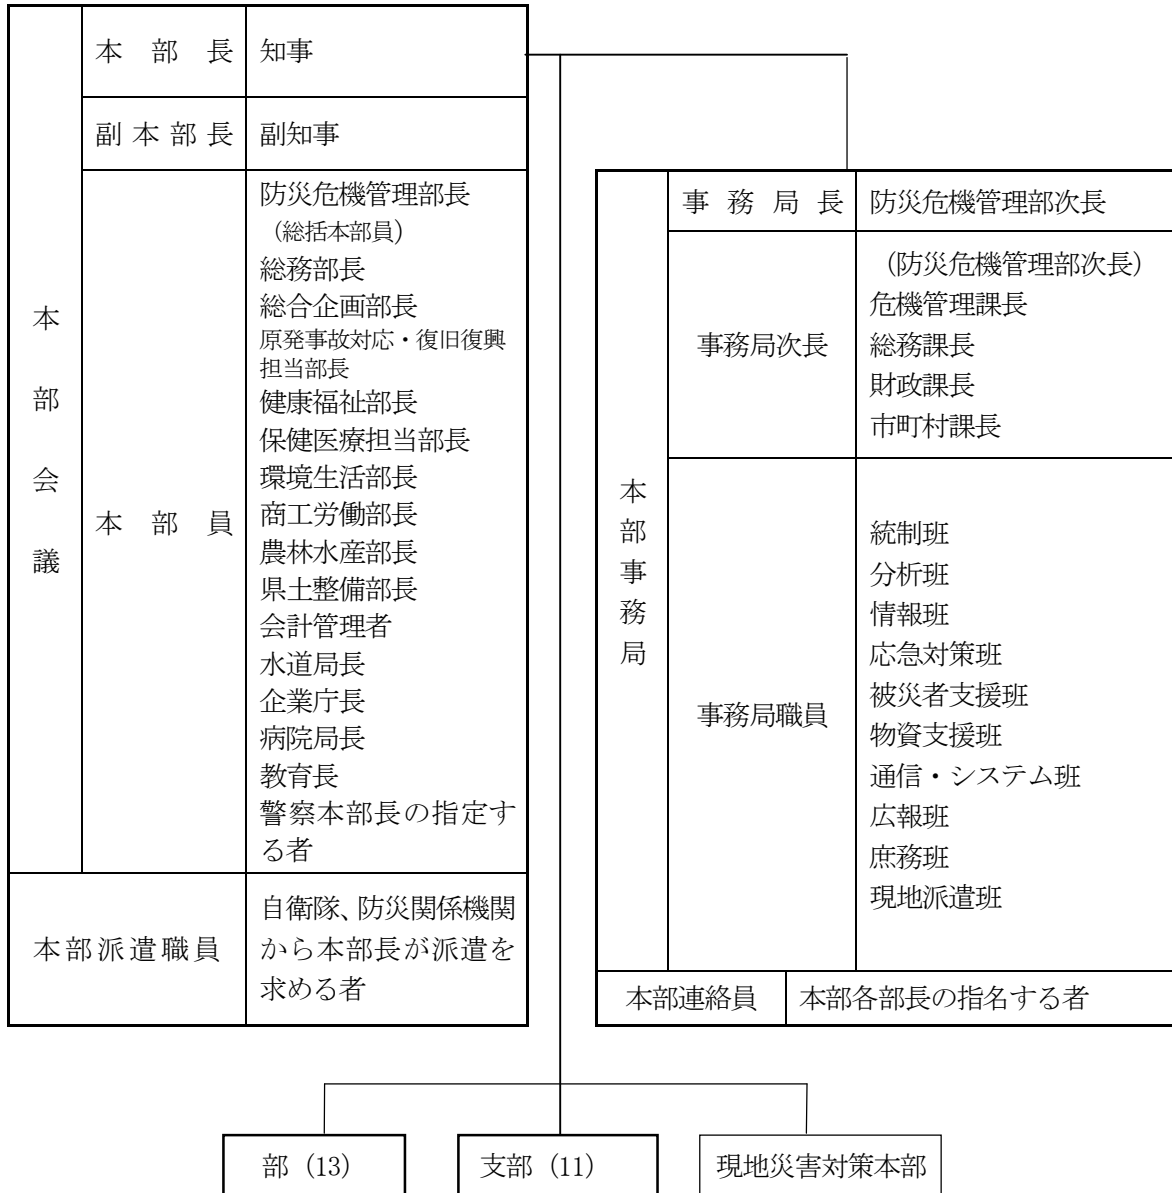 本部会議
本部長
知事
副本部長
副知事
本部員
防災危機管理部長
(総括本部員)
総務部長
総合企画部長
原発事故対応・復旧復興
担当部長
健康福祉部長
保健医療担当部長
環境生活部長
商工労働部長
農林水産部長
県土整備部長
会計管理者
水道局長
企業庁長
病院局長
教育長
警察本部長の指定す
る者
本部派遣職員
自衛隊、防災関係機関
から本部長が派遣を
求める者
本部事務局
事務局長
防災危機管理部次長
事務局次長
(防災危機管理部次長)
危機管理課長
総務課長
財政課長
市町村課長
事務局職員
統制班
分析班
情報班
応急対策班
被災者支援班
物資支援班
通信・システム班
広報班
庶務班
現地派遣班
本部連絡員
本部各部長の指名する者
部 (13)
支部 (11)
現地災害対策本部